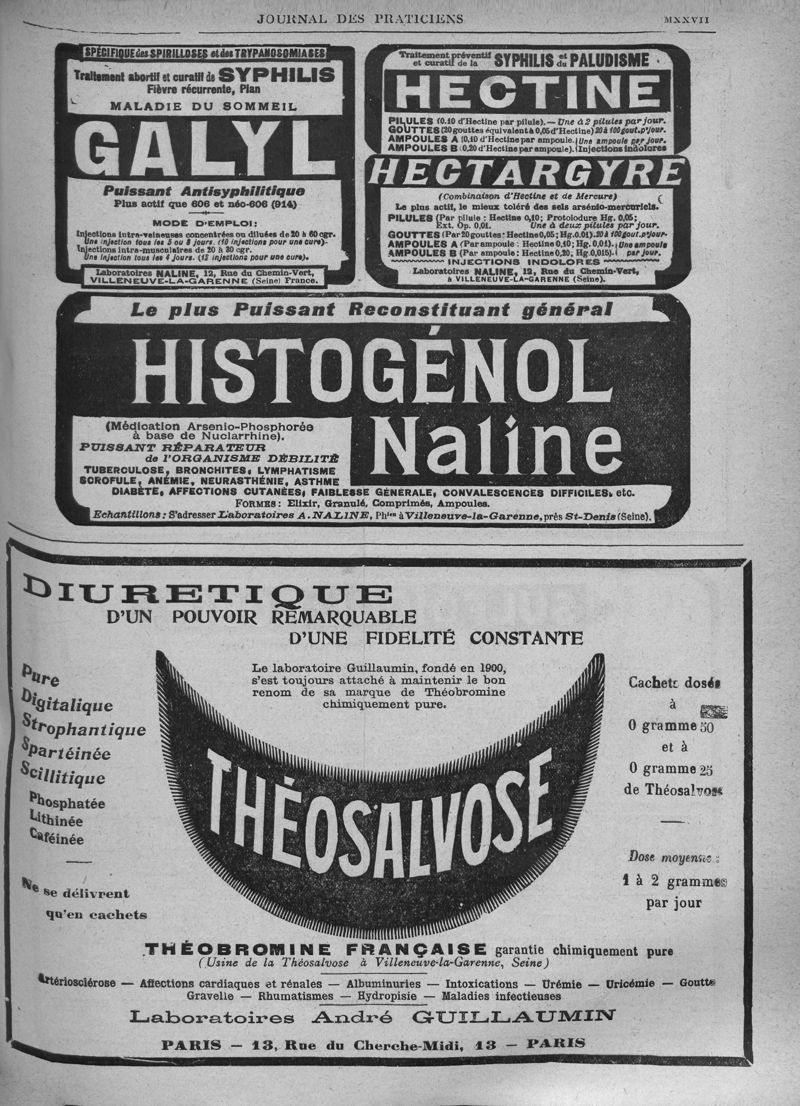 JOURNAL DES PRATICIENS
MXXVII
SPÉCIFIQUE des SPIRILLOSES et des TRYPANOSOMIASES
Traitement abortif et curatif de SYPHILIS
Fièvre récurrente, Pian
MALADIE DU SOMMEIL
GALYL
Puissant Antisyphilitique
Plus actif que 606 et néo-606 (914)
MODE D'EMPLOI:
Injections intra-veineuses concentrées ou diluées de 20 à 60 cgr.
Une injection tous les 5 ou 8 jours. (10 injections pour une cure).
Injections intra-musculaires de 20 à 30 cgr.
Une injection tous les 4 jours. (12 injections pour une cure).
Laboratoires NALINE, 12, Rue du Chemin-Vert,
VILLENEUVE-LA-GARENNE (Seine) France.
Traitement préventif et curatif de la SYPHILIS et du PALUDISME
HECTINE
PILULES (0.10 d'Hectine par pilule). — Une à 2 pilules par jour.
GOUTTES (20 gouttes équivalent à 0,05 d'Hectine) 20 à 100 gout. p' jour.
AMPOULES A (0,10 d'Hectine par ampoule. Une ampoule par jour.
AMPOULES B (0,20 d'Hectine par ampoule). Injections indolores
HECTARGYRE
(Combinaison d'Hectine et de Mercure)
Le plus actif, le mieux toléré des sels arsénio-mercuriels.
PILULES (Par pilule : Hectine 0,10; Protoiodure Hg. 0,05;
Ext. Op. 0,01. Une à deux pilules par jour.
GOUTTES (Par 20 gouttes: Hectine 0,05; Hg. 0.01). 20 à 100 gout. p' jour.
AMPOULES A (Par ampoule : Hectine 0,10; Hg. 0.01). Une ampoule
AMPOULES B (Par ampoule : Hectine 0,20; Hg. 0,015). par jour.
INJECTIONS INDOLORES
Laboratoires NALINE, 12, Rue du Chemin-Vert,
à VILLENEUVE-LA-GARENNE (Seine).
Le plus Puissant Reconstituant général
HISTOGÉNOL
Naline
(Médication Arsenio-Phosphorée
à base de Nuclarrhine).
PUISSANT RÉPARATEUR
de l'ORGANISME DÉBILITÉ
TUBERCULOSE, BRONCHITES, LYMPHATISME
SCROFULE, ANÉMIE, NEURASTHÉNIE, ASTHME
DIABÈTE, AFFECTIONS CUTANÉES, FAIBLESSE GÉNÉRALE, CONVALESCENCES DIFFICILES, etc.
FORMES: Elixir, Granulé, Comprimés, Ampoules.
Echantillons : S'adresser Laboratoires A. NALINE, Phien à Villeneuve-la-Garenne, près St-Denis (Seine).
DIURETIQUE
D'UN POUVOIR REMARQUABLE
D'UNE FIDELITÉ CONSTANTE
Le laboratoire Guillaumin, fondé en 1900,
s'est toujours attaché à maintenir le bon
renom de sa marque de Théobromine
chimiquement pure.
Pure
Digitalique
Strophantique
Spartéinée
Scillitique
Phosphatée
Lithinée
Caféinée
Ne se délivrent
qu'en cachets
THÉOSALVOSE
Cachets dosés
à
0 gramme 50
et à
0 gramme 25
de Théosalvose
Dose moyenne :
1 à 2 grammes
par jour
THÉOBROMINE FRANÇAISE garantie chimiquement pure
(Usine de la Théosalvose à Villeneuve-la-Garenne, Seine)
Artériosclérose — Affections cardiaques et rénales — Albuminuries — Intoxications — Urémie — Uricémie — Goutte
Gravelle — Rhumatismes — Hydropisie — Maladies infectieuses
Laboratoires André GUILLAUMIN
PARIS — 13, Rue du Cherche-Midi, 13 — PARIS